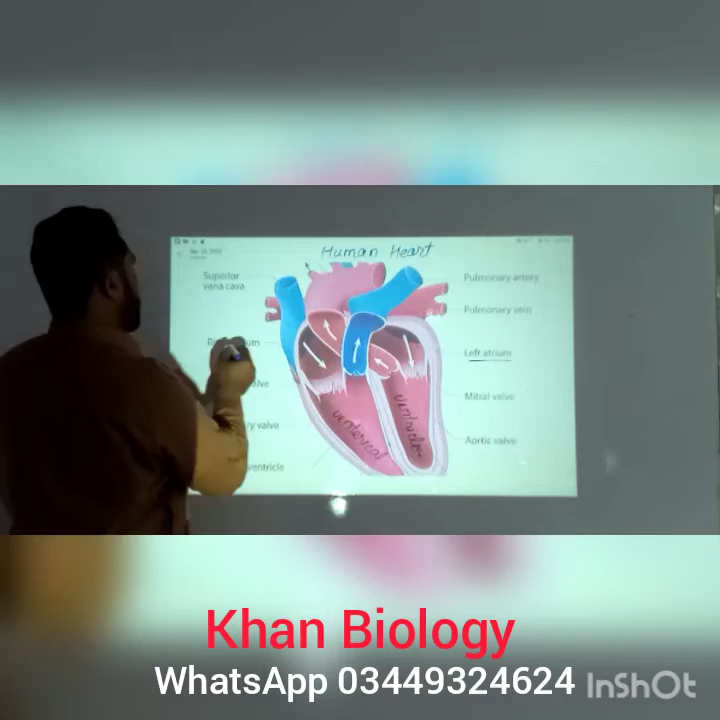 Human Heart
Superior
vena cava
Pulmonary artery
Pulmonary vein
Left atrium
Mitral valve
ventricle
Aortic valve
ventricle
Khan Biology
WhatsApp 03449324624
InShOt